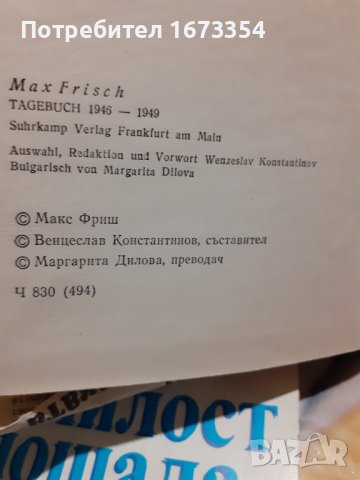 Потребител 1673354
Max Frisch
TAGEBUCH 1946 — 1949
Suhrkamp Verlag Frankfurt am Main
Auswahl, Redaktion und Vorwort Wenzeslav Konstantinov
Bulgarisch von Margarita Dilova
© Макс Фриш
© Венцеслав Константинов, съставител
© Маргарита Дилова, преводач
Ч 830 (494)
BAZAR